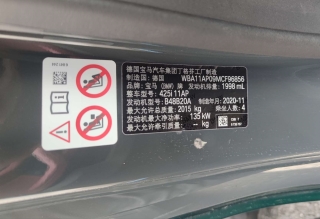 德国宝马汽车集团丁格芬工厂制造
制造国:德国 WBA11AP09MCF96856
品牌:宝马(BMW)牌 发动机排量:1998 mL
整车型号:425i 11AP
发动机型号:B48B20A 制造年月:2020-11
最大允许总质量:2015 kg 乘坐人数:4
发动机最大净功率:135 kW
最大允许牵引质量:-- kg